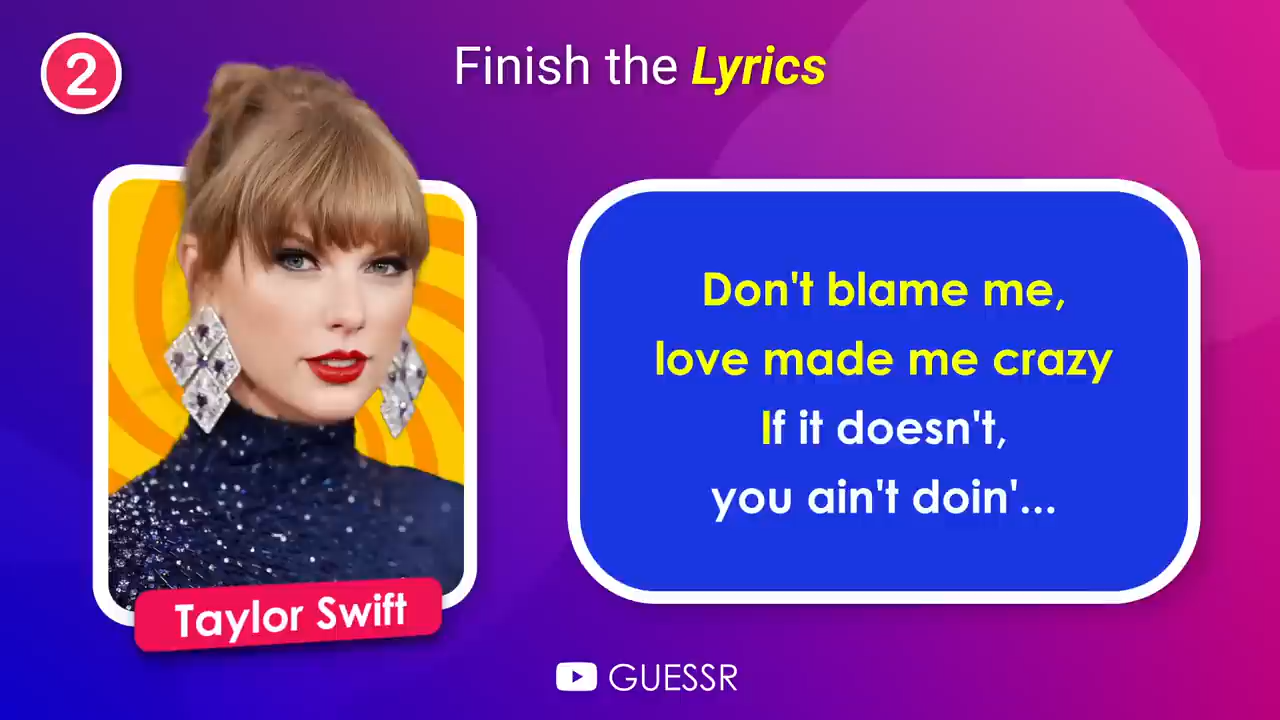 2
Finish the Lyrics
Don't blame me,
love made me crazy
If it doesn't,
you ain't doin'...
Taylor Swift
GUESSR